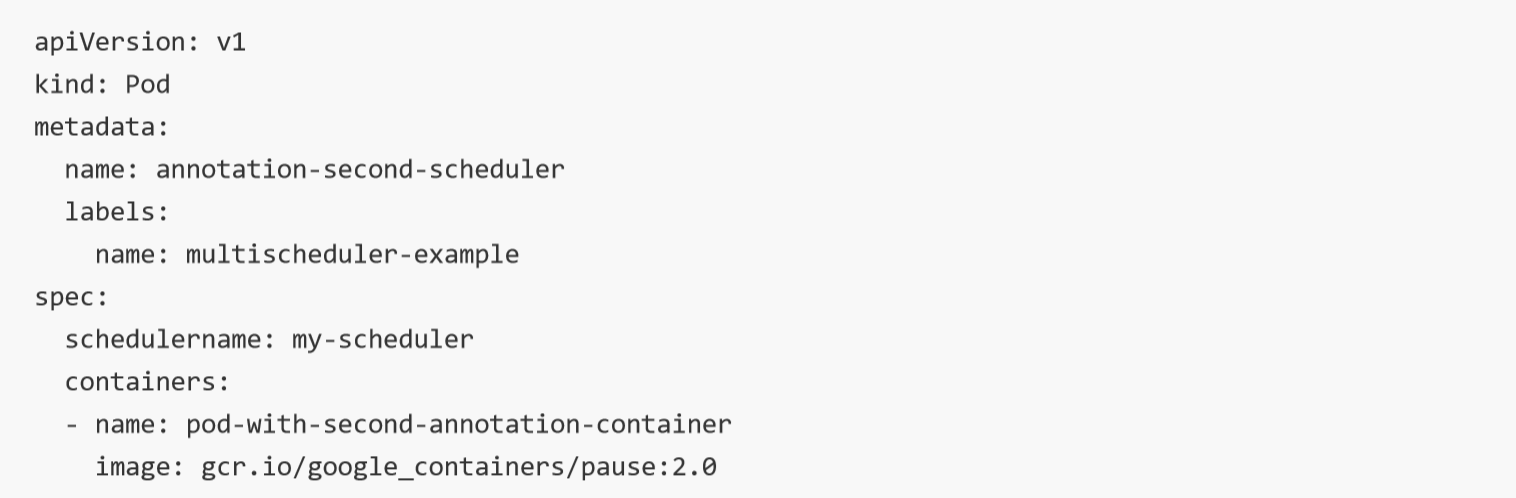 apiVersion: v1
kind: Pod
metadata:
  name: annotation-second-scheduler
  labels:
    name: multischeduler-example
spec:
  schedulername: my-scheduler
  containers:
  - name: pod-with-second-annotation-container
    image: gcr.io/google_containers/pause:2.0